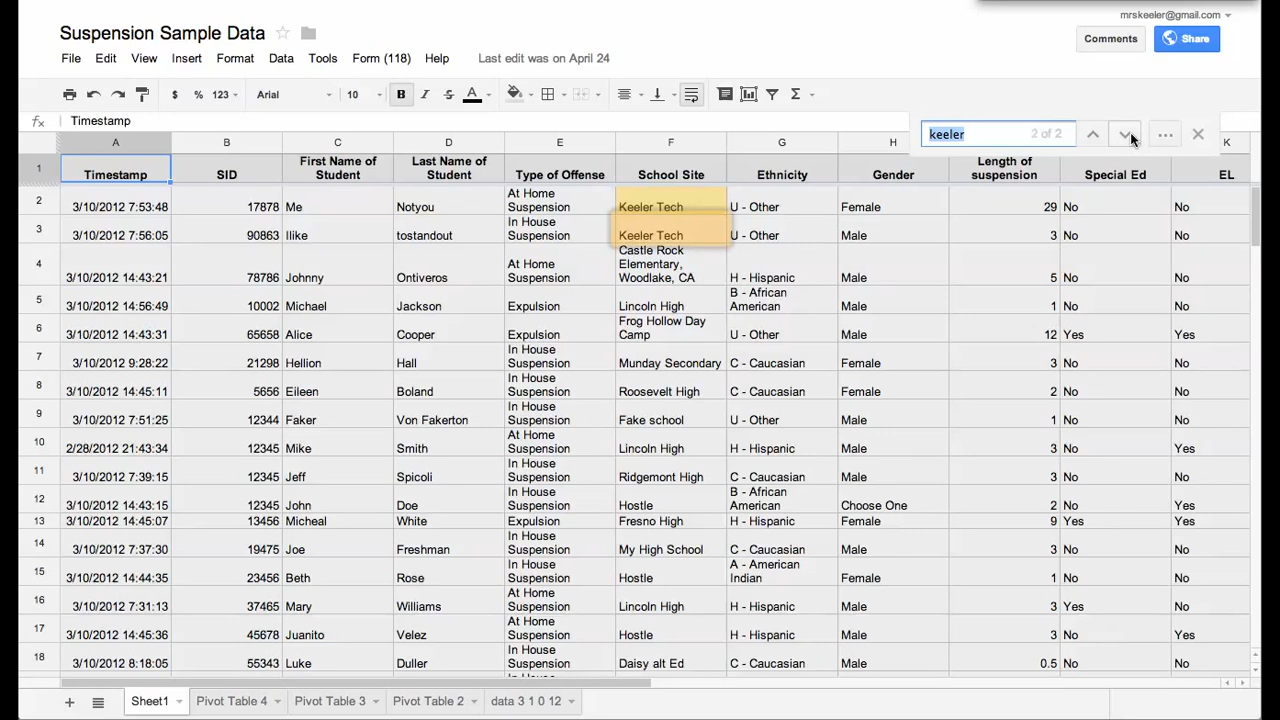 mrskeeler@gmail.com
Suspension Sample Data
Comments Share
File Edit View Insert Format Data Tools Form (118) Help Last edit was on April 24
$ % 123 Arial 10 B I S A Σ
fx Timestamp
keeler 2 of 2
A B C D E F G H K
1 Timestamp SID First Name of Student Last Name of Student Type of Offense School Site Ethnicity Gender Length of suspension Special Ed EL
2 3/10/2012 7:53:48 17878 Me Notyou At Home Suspension Keeler Tech U - Other Female 29 No No
3 3/10/2012 7:56:05 90863 Ilike tostandout In House Suspension Keeler Tech U - Other Male 3 No No
4 3/10/2012 14:43:21 78786 Johnny Ontiveros At Home Suspension Castle Rock Elementary, Woodlake, CA H - Hispanic Male 5 No No
5 3/10/2012 14:56:49 10002 Michael Jackson Expulsion Lincoln High B - African American Male 1 No No
6 3/10/2012 14:43:31 65658 Alice Cooper Expulsion Frog Hollow Day Camp U - Other Male 12 Yes Yes
7 3/10/2012 9:28:22 21298 Hellion Hall In House Suspension Munday Secondary C - Caucasian Female 3 No No
8 3/10/2012 14:45:11 5656 Eileen Boland In House Suspension Roosevelt High C - Caucasian Female 2 No No
9 3/10/2012 7:51:25 12344 Faker Von Fakerton In House Suspension Fake school U - Other Male 1 No No
10 2/28/2012 21:43:34 12345 Mike Smith At Home Suspension Lincoln High H - Hispanic Male 3 No Yes
11 3/10/2012 7:39:15 12345 Jeff Spicoli In House Suspension Ridgemont High C - Caucasian Male 3 No No
12 3/10/2012 14:43:15 12345 John Doe In House Suspension Hostle B - African American Choose One 2 No Yes
13 3/10/2012 14:45:07 13456 Micheal White Expulsion Fresno High H - Hispanic Female 9 Yes Yes
14 3/10/2012 7:37:30 19475 Joe Freshman In House Suspension My High School C - Caucasian Male 3 No No
15 3/10/2012 14:44:35 23456 Beth Rose In House Suspension Hostle A - American Indian Female 1 No No
16 3/10/2012 7:31:13 37465 Mary Williams At Home Suspension Lincoln High H - Hispanic Male 3 Yes No
17 3/10/2012 14:45:36 45678 Juanito Velez At Home Suspension Hostle H - Hispanic Male 3 No Yes
18 3/10/2012 8:18:05 55343 Luke Duller In House Suspension Daisy alt Ed C - Caucasian Male 0.5 No No
In House
Sheet1 Pivot Table 4 Pivot Table 3 Pivot Table 2 data 3 1 0 12